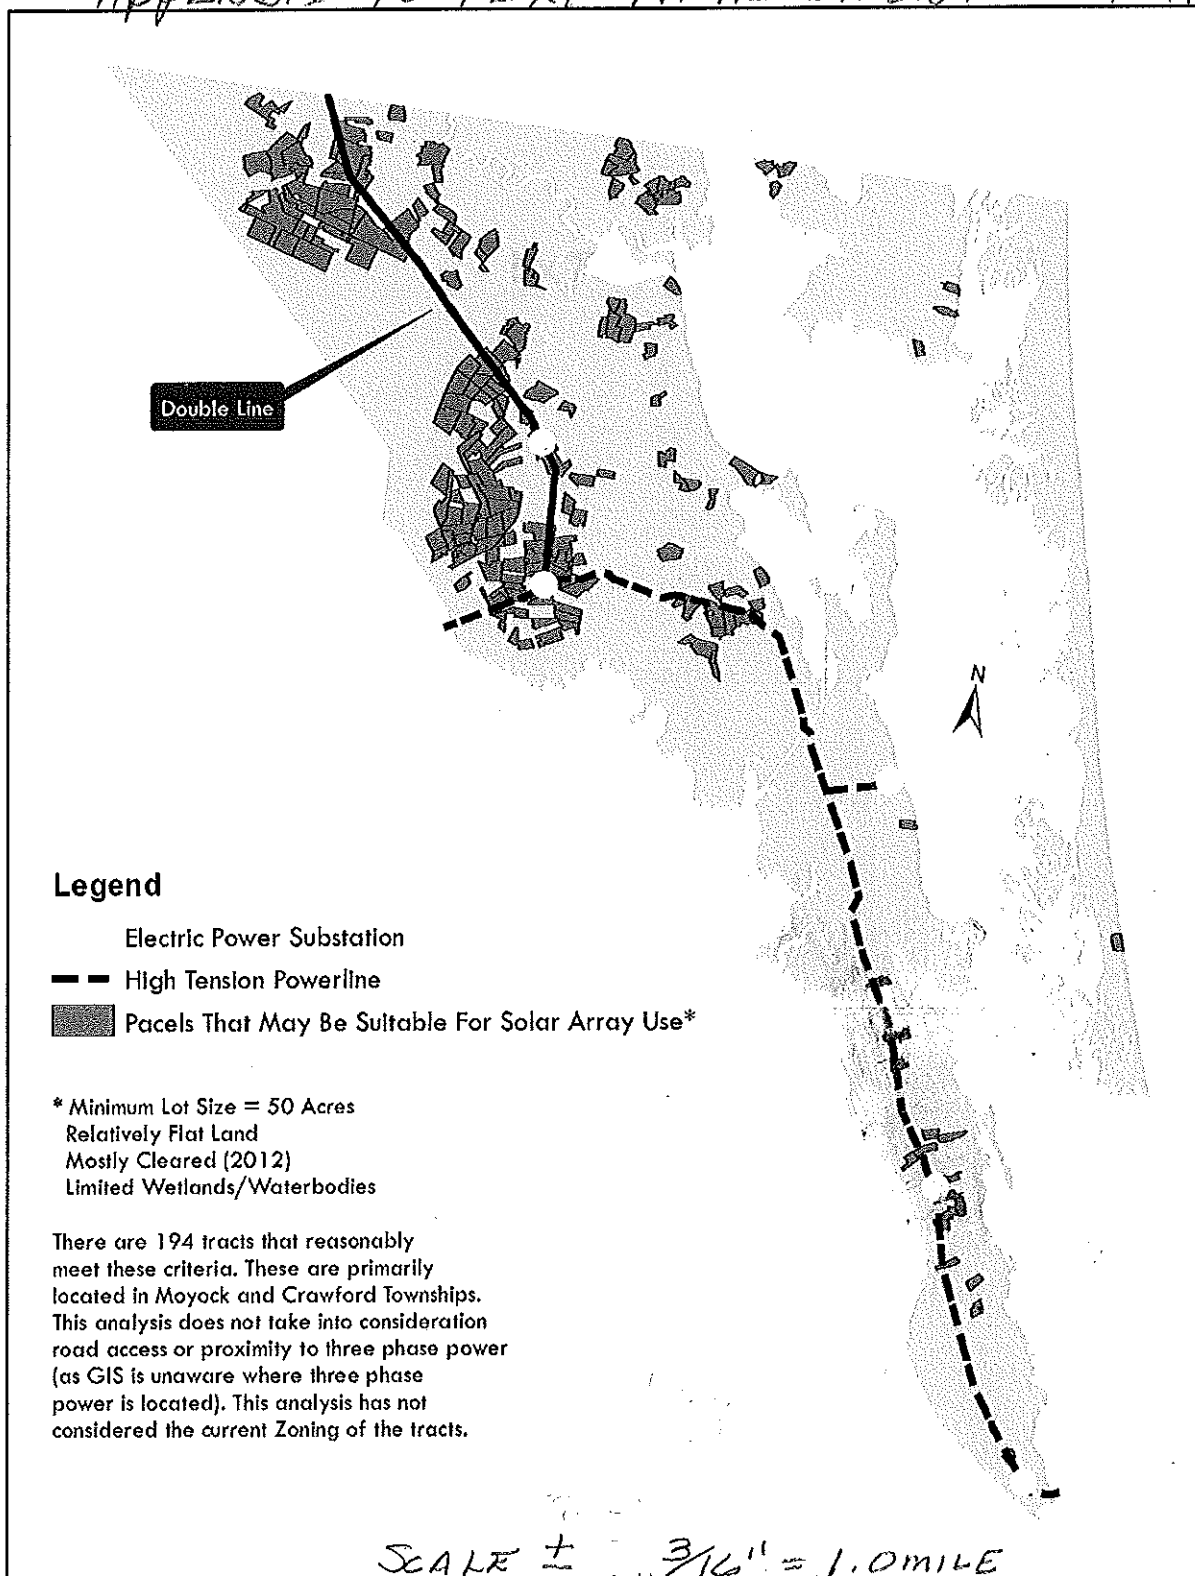 Appendix to
Double Line
N
Legend
Electric Power Substation
High Tension Powerline
Pacels That May Be Suitable For Solar Array Use*
* Minimum Lot Size = 50 Acres
Relatively Flat Land
Mostly Cleared (2012)
Limited Wetlands/Waterbodies
There are 194 tracts that reasonably
meet these criteria. These are primarily
located in Moyock and Crawford Townships.
This analysis does not take into consideration
road access or proximity to three phase power
(as GIS is unaware where three phase
power is located). This analysis has not
considered the current Zoning of the tracts.
SCALE ± 3/16" = 1.0 MILE